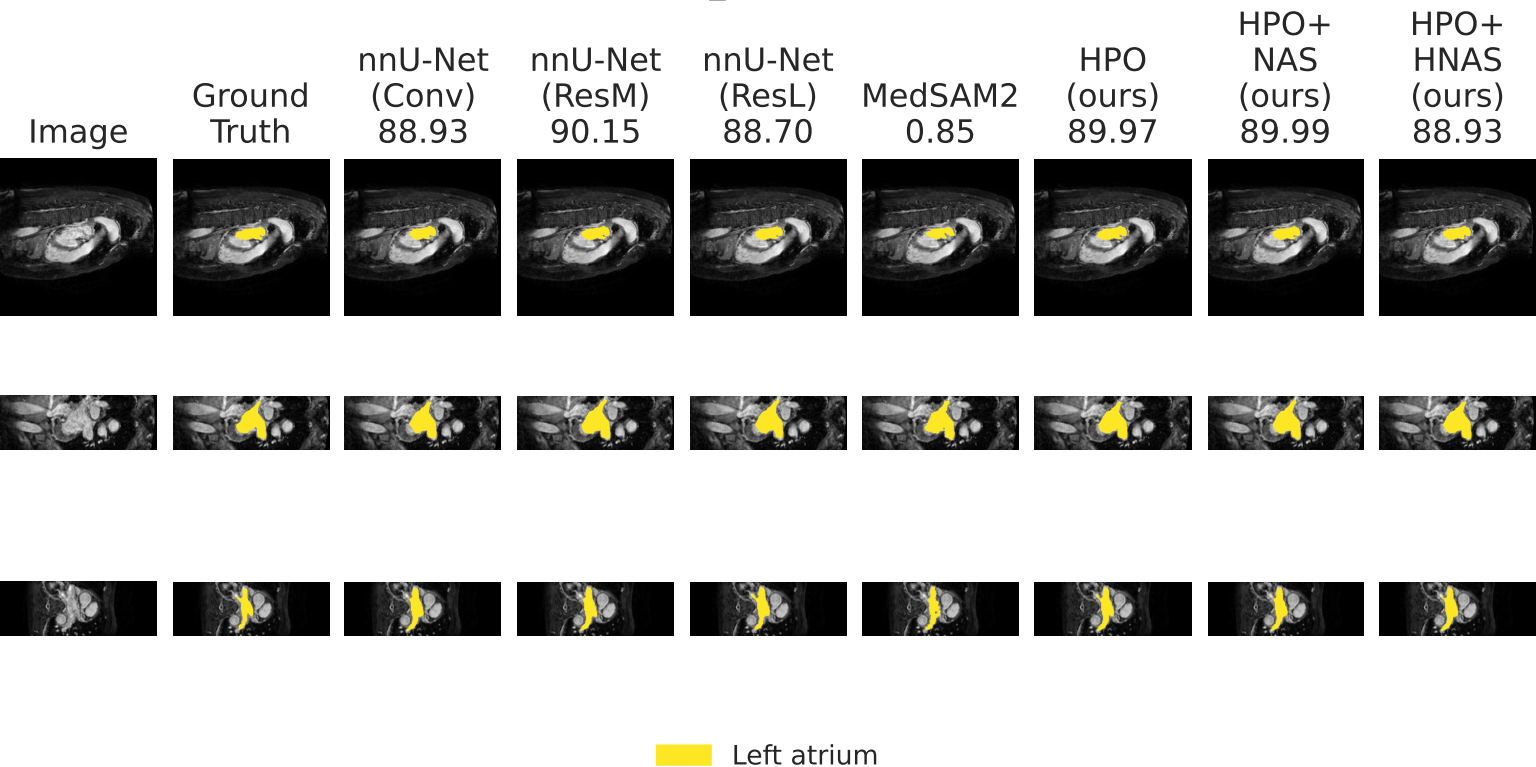 Image
Ground
Truth
nnU-Net
(Conv)
88.93
nnU-Net
(ResM)
90.15
nnU-Net
(ResL)
88.70
MedSAM2
0.85
HPO
(ours)
89.97
HPO+
NAS
(ours)
89.99
HPO+
HNAS
(ours)
88.93
Left atrium